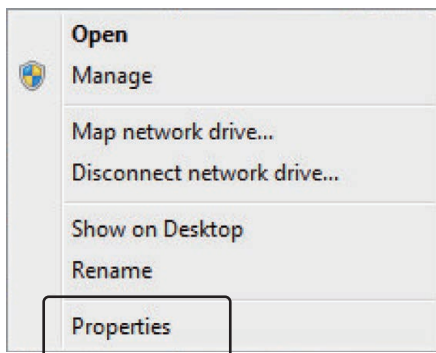 Open
Manage
Map network drive...
Disconnect network drive...
Show on Desktop
Rename
Properties